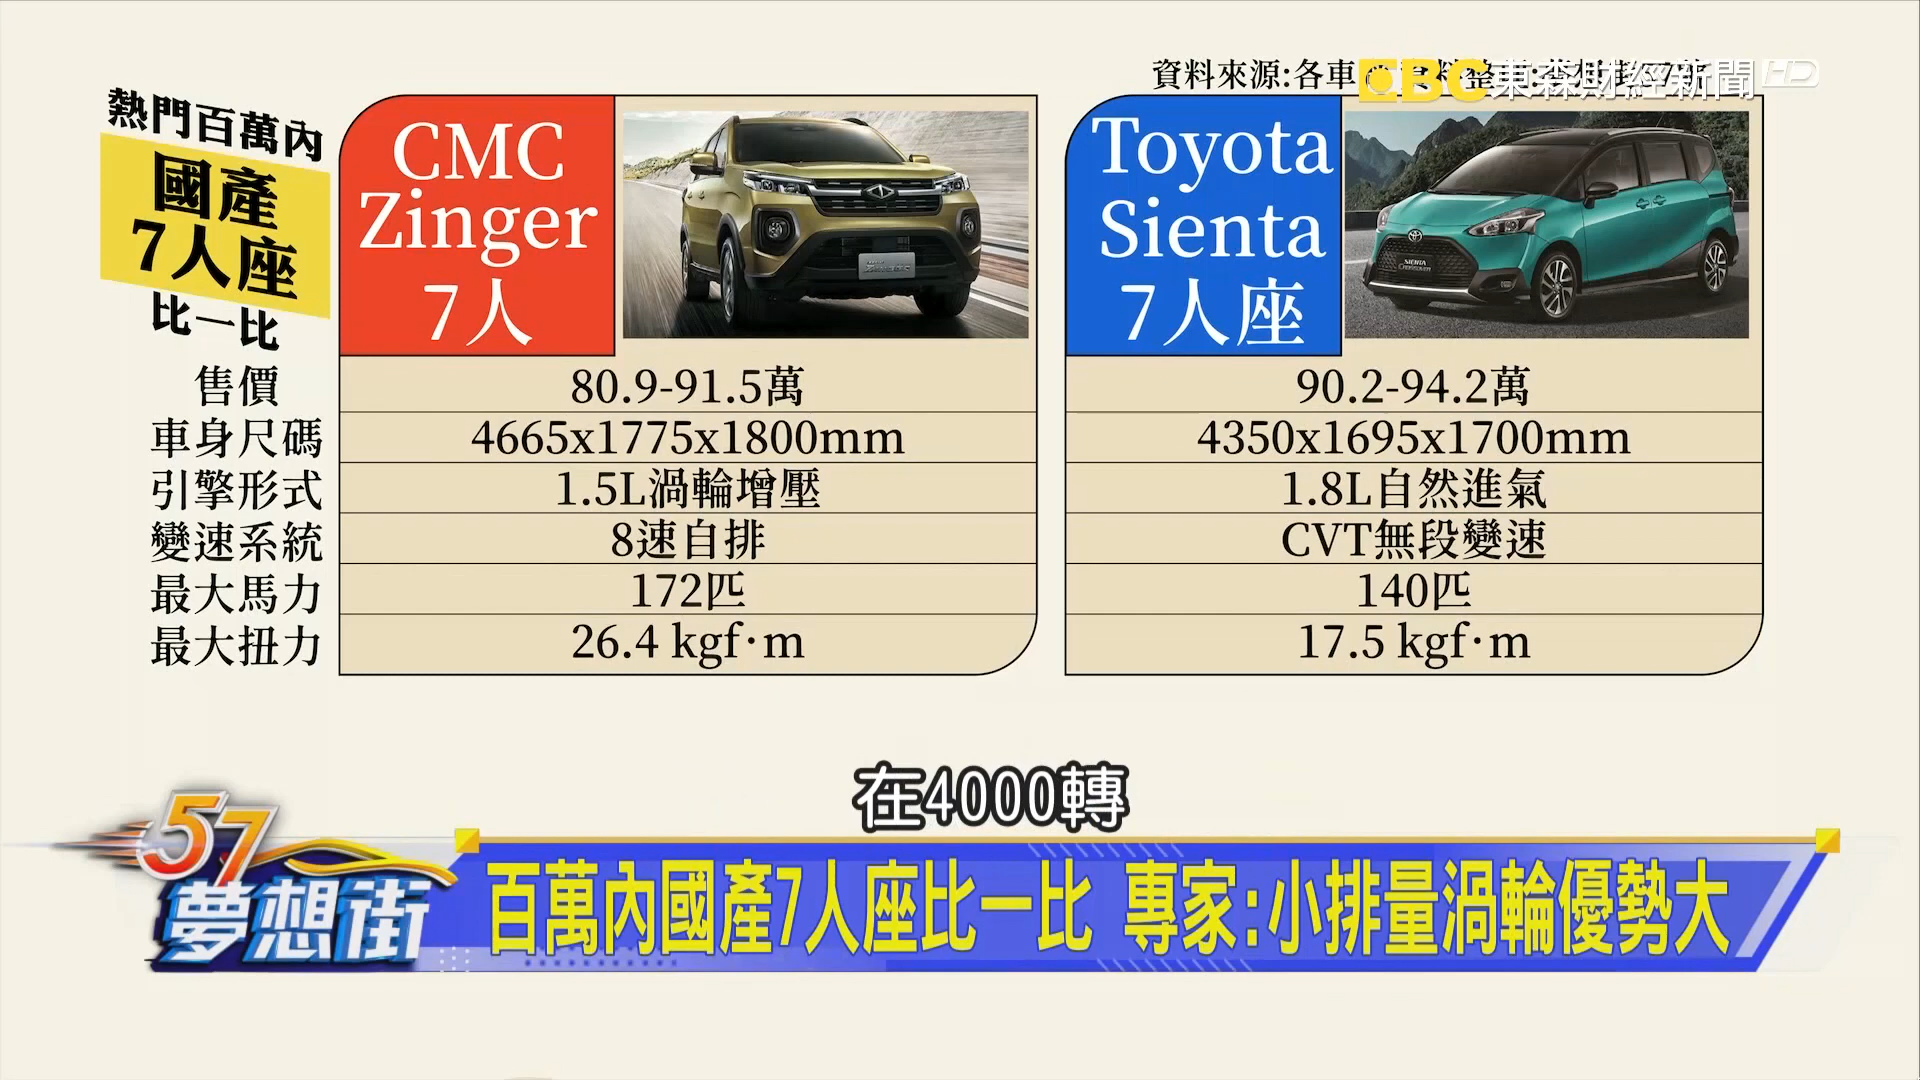 資料來源:各車
EBC東森財經新聞HD
熱門百萬內
國產
7人座
比一比
CMC
Zinger
7人
Toyota
Sienta
7人座
售價 80.9-91.5萬 90.2-94.2萬
車身尺碼 4665x1775x1800mm 4350x1695x1700mm
引擎形式 1.5L渦輪增壓 1.8L自然進氣
變速系統 8速自排 CVT無段變速
最大馬力 172匹 140匹
最大扭力 26.4 kgf·m 17.5 kgf·m
在4000轉
57夢想街
百萬內國產7人座比一比 專家:小排量渦輪優勢大